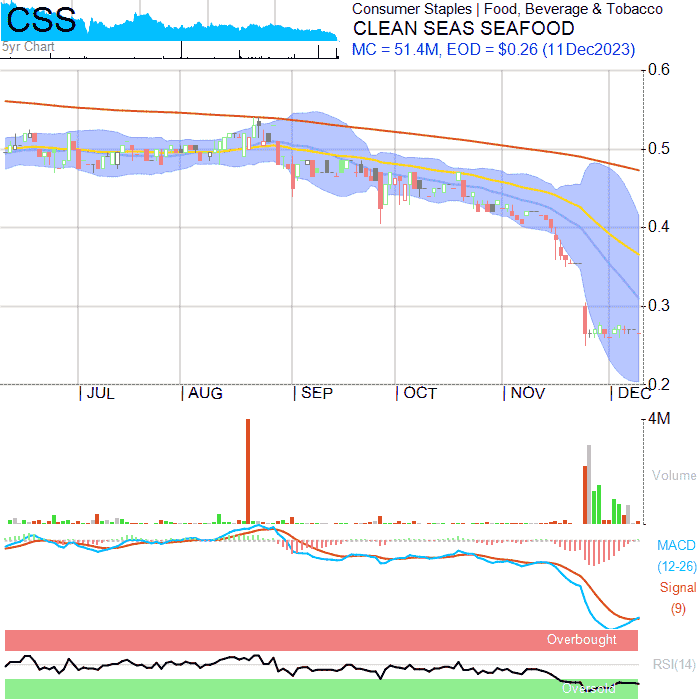 CSS
5yr Chart
Consumer Staples | Food, Beverage & Tobacco
CLEAN SEAS SEAFOOD
MC = 51.4M, EOD = $0.26 (11Dec2023)
0.6
0.5
0.4
0.3
0.2
JUL
AUG
SEP
OCT
NOV
DEC
4M
Volume
MACD
(12-26)
Signal
(9)
Overbought
RSI(14)
Oversold